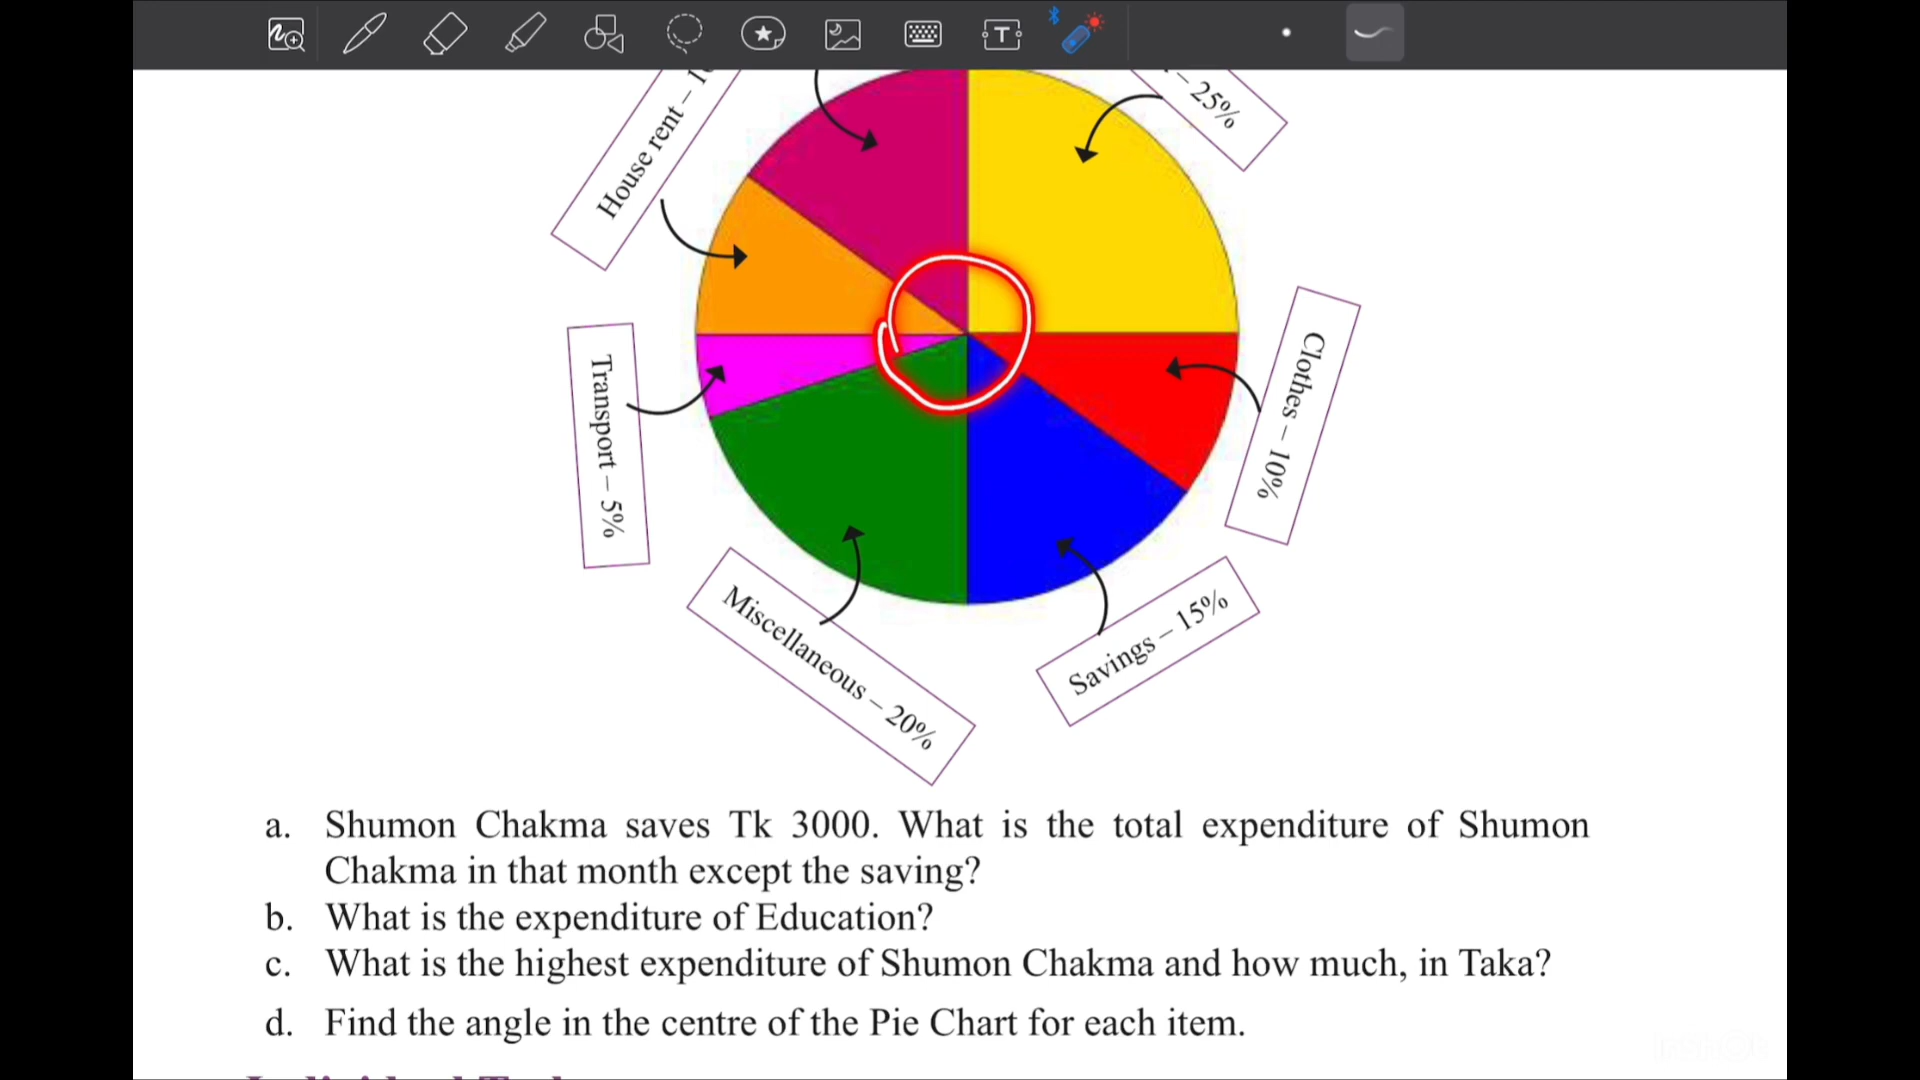 House rent – 1
– 25%
Clothes – 10%
Transport – 5%
Miscellaneous – 20%
Savings – 15%
a. Shumon Chakma saves Tk 3000. What is the total expenditure of Shumon
Chakma in that month except the saving?
b. What is the expenditure of Education?
c. What is the highest expenditure of Shumon Chakma and how much, in Taka?
d. Find the angle in the centre of the Pie Chart for each item.